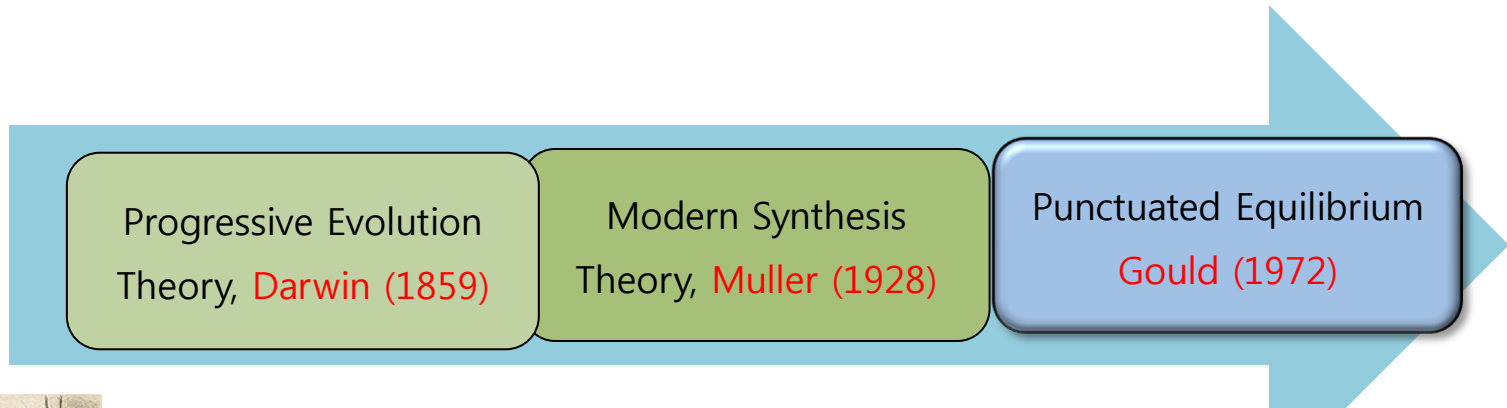 Progressive Evolution
Theory, Darwin (1859)
Modern Synthesis
Theory, Muller (1928)
Punctuated Equilibrium
Gould (1972)